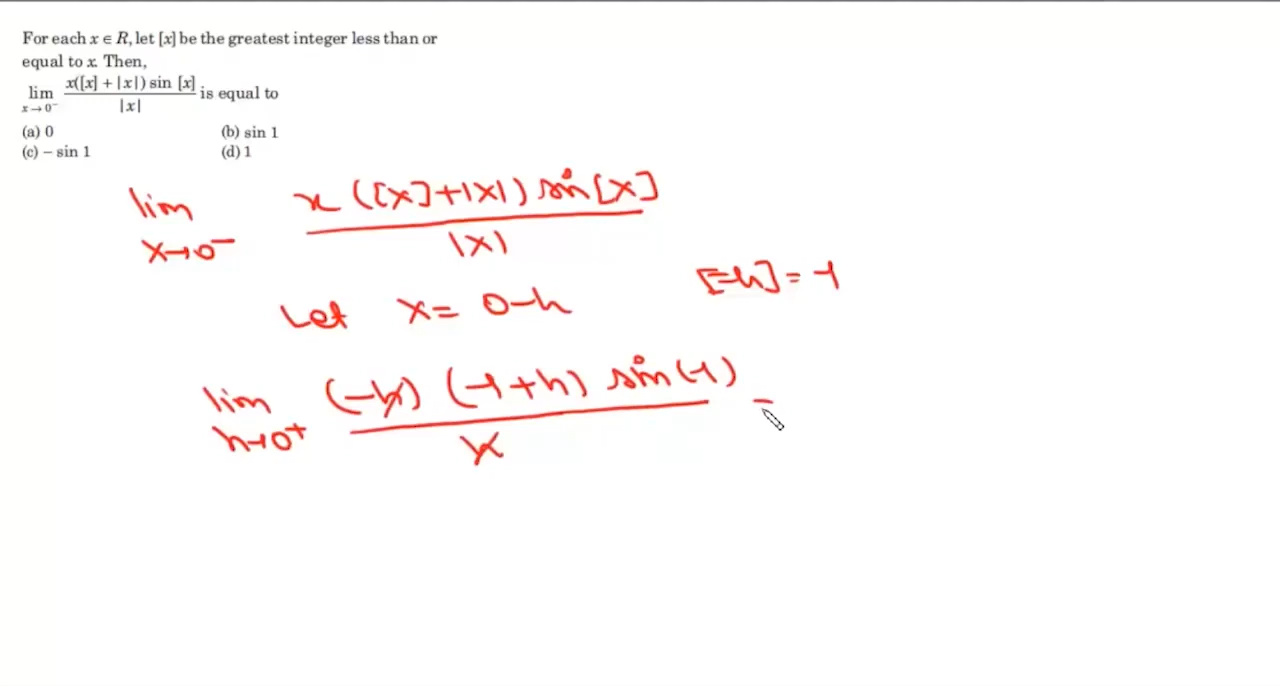 For each x ∈ R, let [x] be the greatest integer less than or
equal to x. Then,
lim x→0⁻ x([x] + |x|) sin [x] / |x| is equal to
(a) 0 (b) sin 1
(c) – sin 1 (d) 1
lim x→0⁻ x ([x]+|x|) sin[x] / |x|
Let x = 0-h [-h] = -1
lim h→0⁺ (-h) (-1+h) sin(-1) / h =